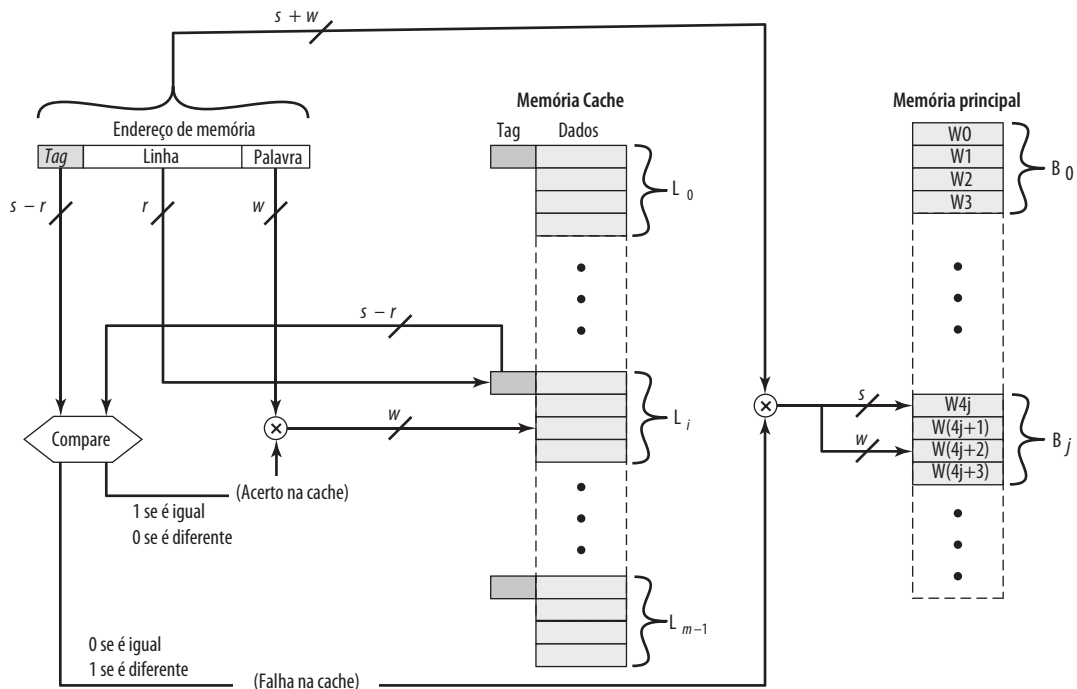 s + w
Endereço de memória
Tag Linha Palavra
s – r r w
Memória Cache
Tag Dados
L 0
Memória principal
W0
W1
W2
W3
B 0
s – r
Compare
w
L i
s
w
W4j
W(4j+1)
W(4j+2)
W(4j+3)
B j
(Acerto na cache)
1 se é igual
0 se é diferente
L m–1
0 se é igual
1 se é diferente
(Falha na cache)